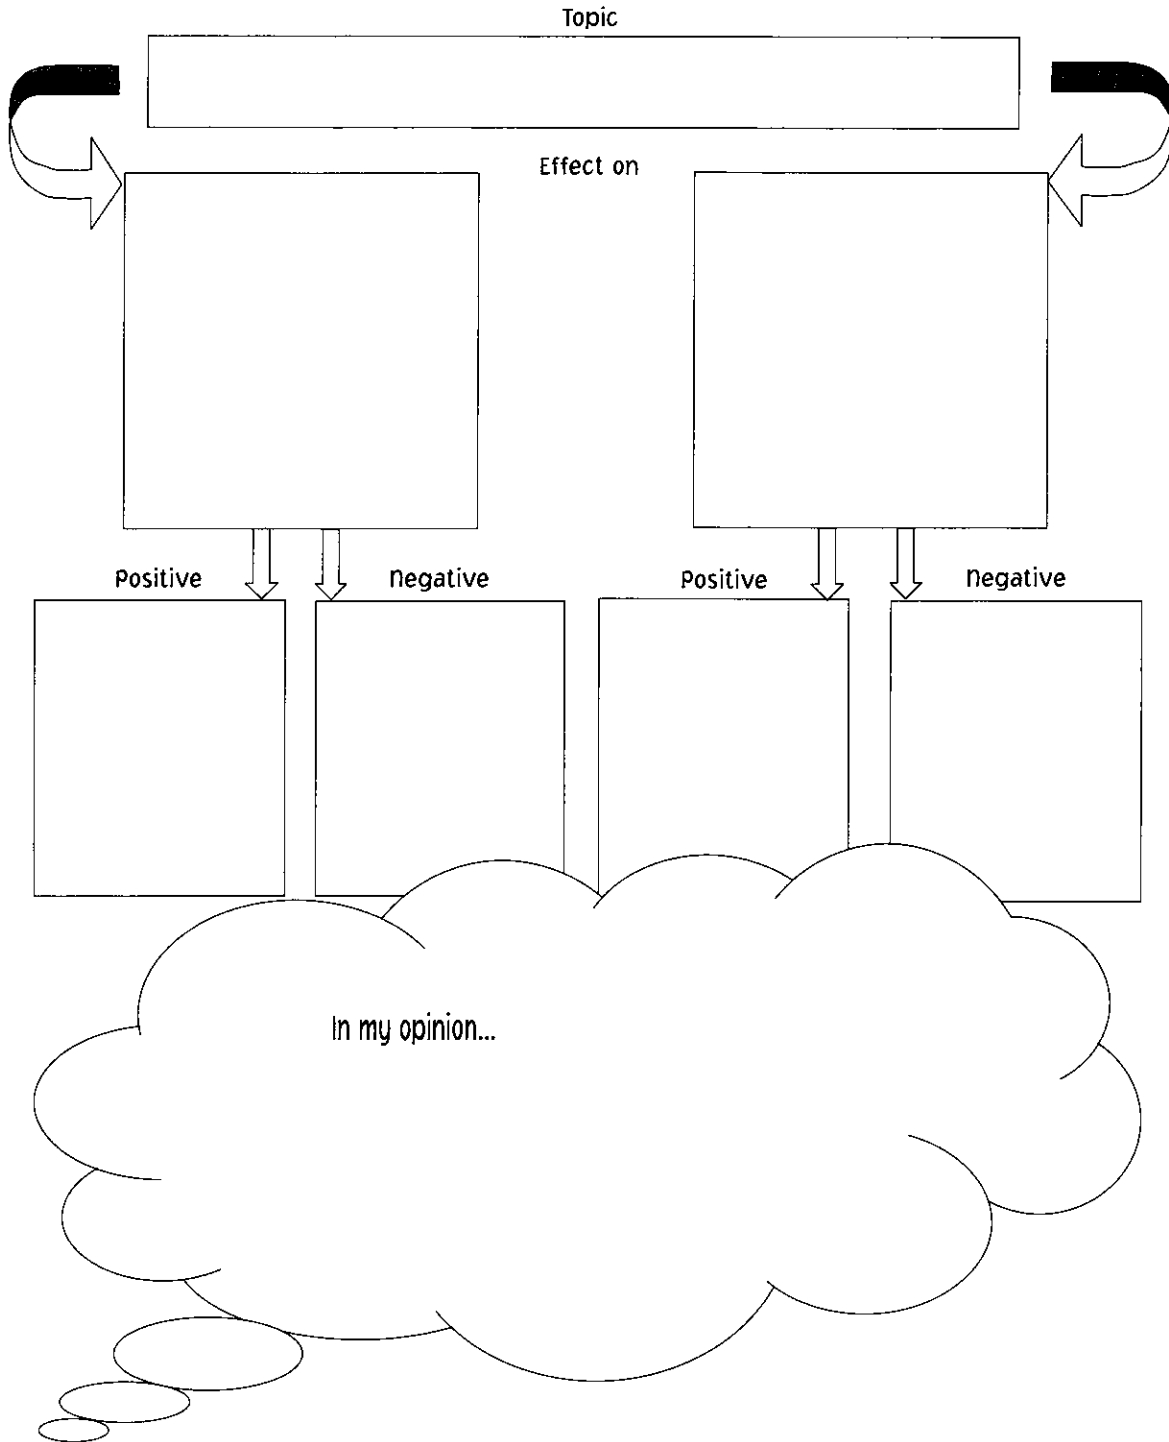 Topic
Effect on
Positive
Negative
Positive
Negative
In my opinion...